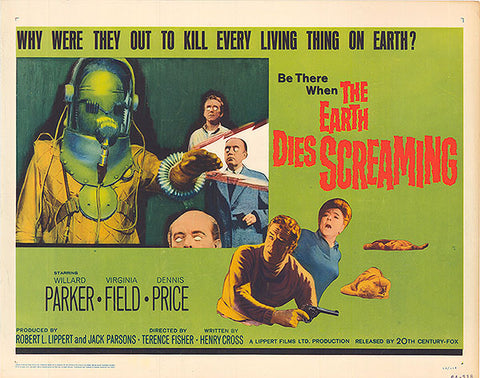 WHY WERE THEY OUT TO KILL EVERY LIVING THING ON EARTH?
Be There
When THE
EARTH
DIES SCREAMING
STARRING
WILLARD VIRGINIA DENNIS
PARKER • FIELD • PRICE
PRODUCED BY
ROBERT L. LIPPERT and JACK PARSONS
DIRECTED BY
TERENCE FISHER
WRITTEN BY
HENRY CROSS
A LIPPERT FILMS LTD. PRODUCTION
RELEASED BY 20TH CENTURY-FOX